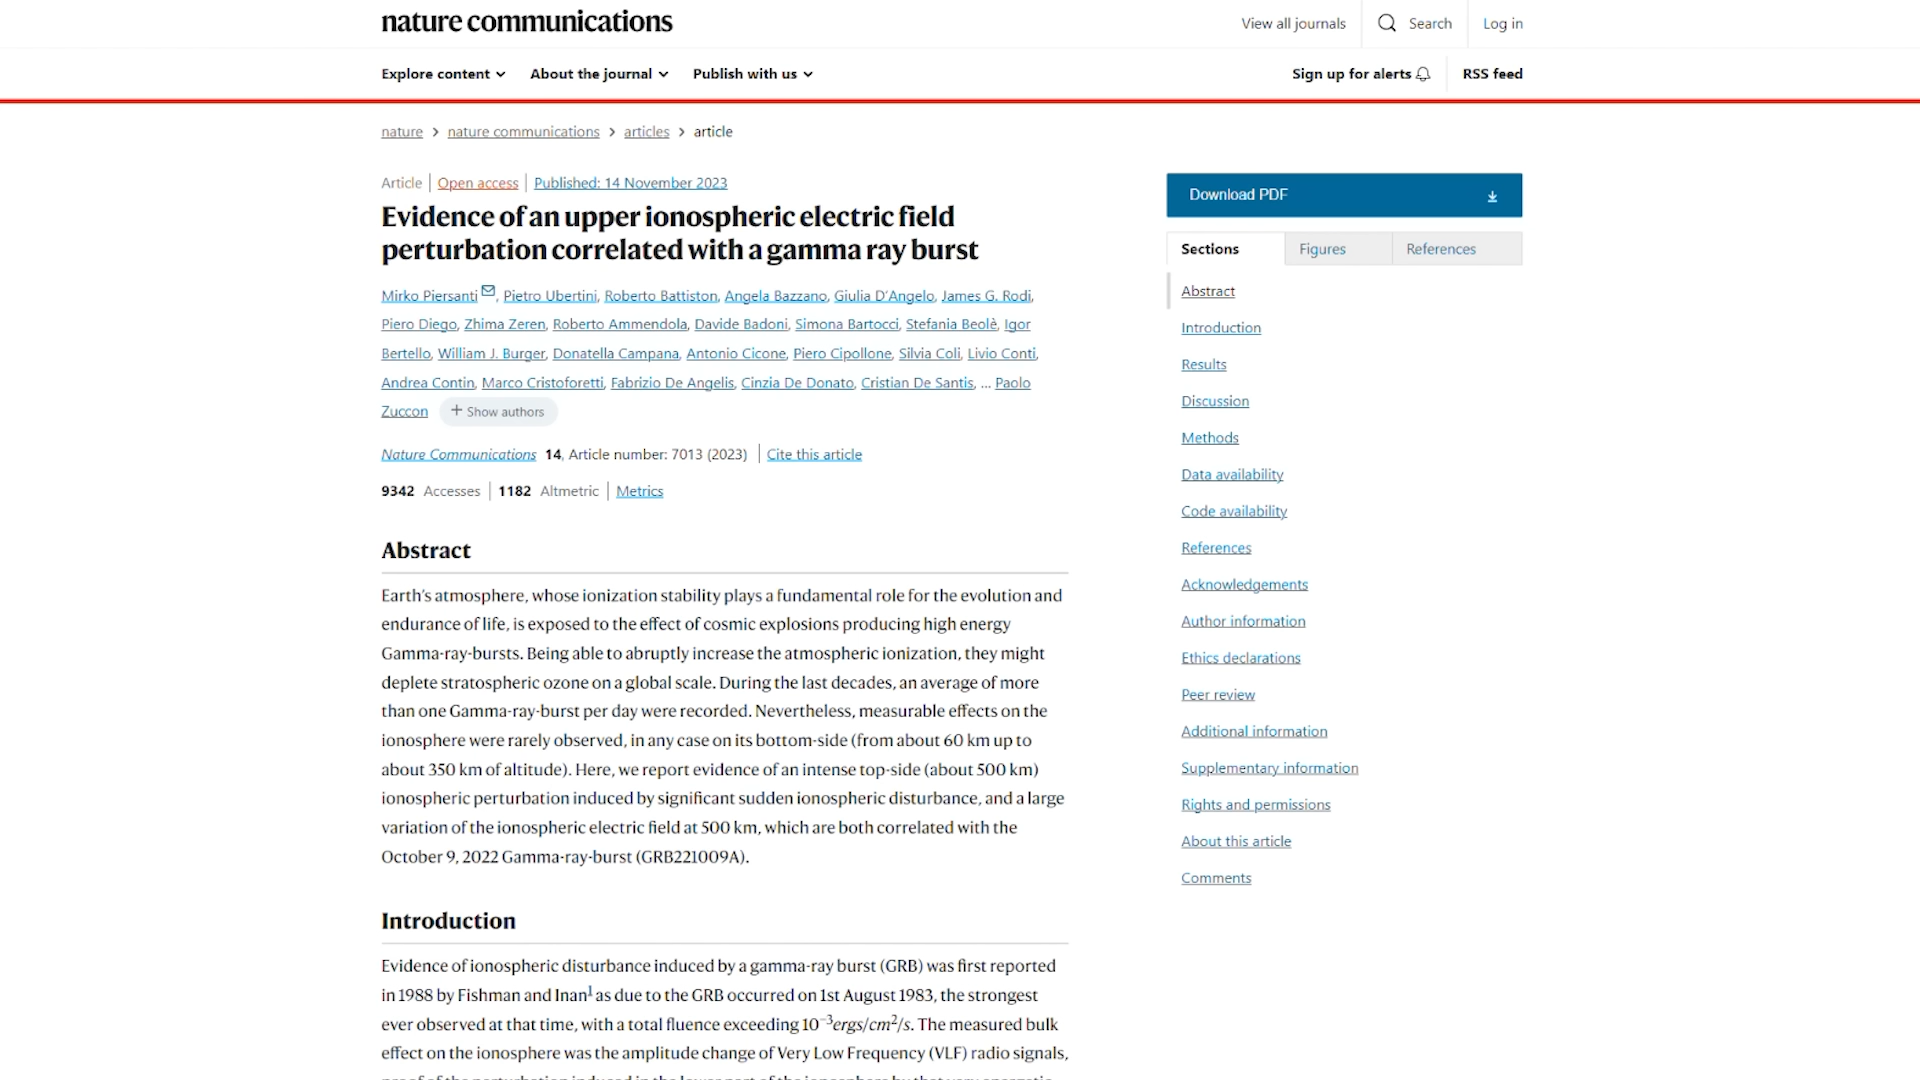 nature communications
View all journals
Search
Log in
Explore content
About the journal
Publish with us
Sign up for alerts
RSS feed
nature > nature communications > articles > article
Article | Open access | Published: 14 November 2023
Evidence of an upper ionospheric electric field
perturbation correlated with a gamma ray burst
Mirko Piersanti, Pietro Ubertini, Roberto Battiston, Angela Bazzano, Giulia D'Angelo, James G. Rodi,
Piero Diego, Zhima Zeren, Roberto Ammendola, Davide Badoni, Simona Bartocci, Stefania Beolè, Igor
Bertello, William J. Burger, Donatella Campana, Antonio Cicone, Piero Cipollone, Silvia Coli, Livio Conti,
Andrea Contin, Marco Cristoforetti, Fabrizio De Angelis, Cinzia De Donato, Cristian De Santis, … Paolo
Zuccon + Show authors
Nature Communications 14, Article number: 7013 (2023) | Cite this article
9342 Accesses | 1182 Altmetric | Metrics
Abstract
Earth's atmosphere, whose ionization stability plays a fundamental role for the evolution and
endurance of life, is exposed to the effect of cosmic explosions producing high energy
Gamma-ray-bursts. Being able to abruptly increase the atmospheric ionization, they might
deplete stratospheric ozone on a global scale. During the last decades, an average of more
than one Gamma-ray-burst per day were recorded. Nevertheless, measurable effects on the
ionosphere were rarely observed, in any case on its bottom-side (from about 60 km up to
about 350 km of altitude). Here, we report evidence of an intense top-side (about 500 km)
ionospheric perturbation induced by significant sudden ionospheric disturbance, and a large
variation of the ionospheric electric field at 500 km, which are both correlated with the
October 9, 2022 Gamma-ray-burst (GRB221009A).
Introduction
Evidence of ionospheric disturbance induced by a gamma-ray burst (GRB) was first reported
in 1988 by Fishman and Inan¹ as due to the GRB occurred on 1st August 1983, the strongest
ever observed at that time, with a total fluence exceeding 10⁻³ergs/cm²/s. The measured bulk
effect on the ionosphere was the amplitude change of Very Low Frequency (VLF) radio signals,
Download PDF
Sections
Figures
References
Abstract
Introduction
Results
Discussion
Methods
Data availability
Code availability
References
Acknowledgements
Author information
Ethics declarations
Peer review
Additional information
Supplementary information
Rights and permissions
About this article
Comments